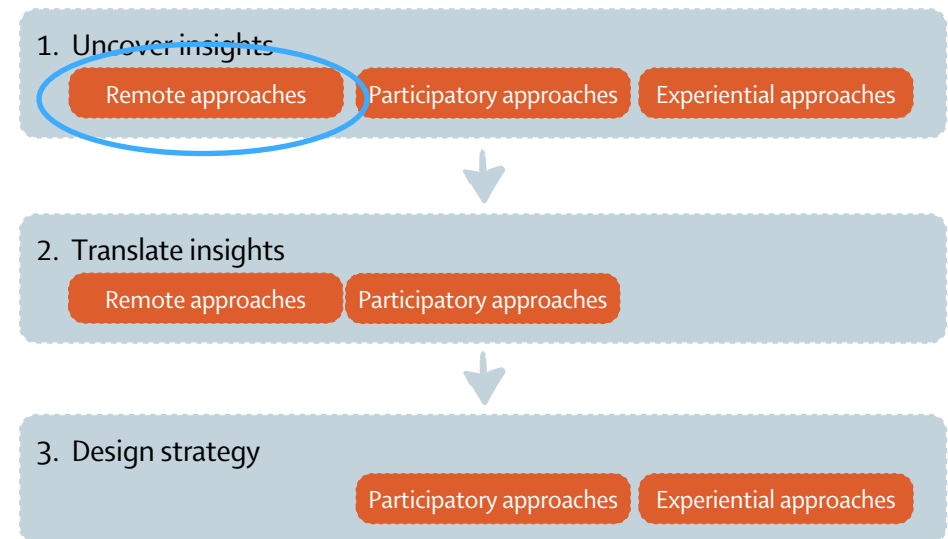 1. Uncover insights
Remote approaches Participatory approaches Experiential approaches
2. Translate insights
Remote approaches Participatory approaches
3. Design strategy
Participatory approaches Experiential approaches